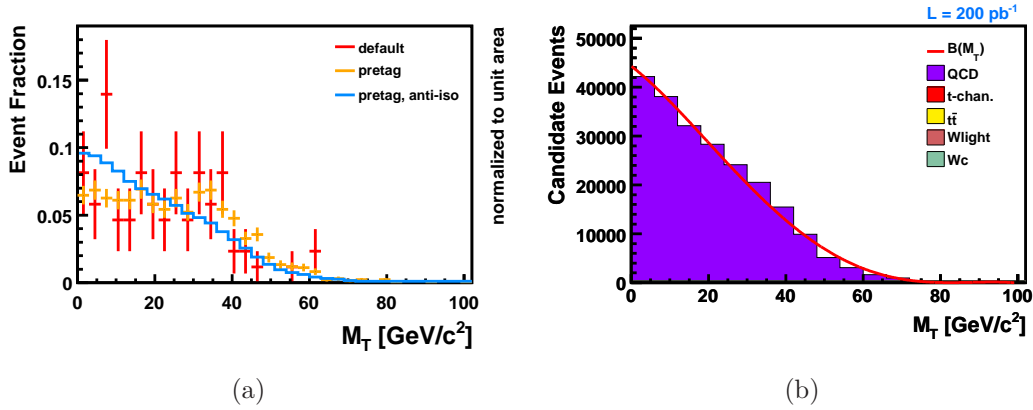 Event Fraction
0.15
0.1
0.05
0
default
pretag
pretag, anti-iso
normalized to unit area
0 20 40 60 80 100
M_T [GeV/c²]
(a)
L = 200 pb⁻¹
Candidate Events
50000
40000
30000
20000
10000
0
B(M_T)
QCD
t-chan.
tt̄
Wlight
Wc
0 20 40 60 80 100
M_T [GeV/c²]
(b)